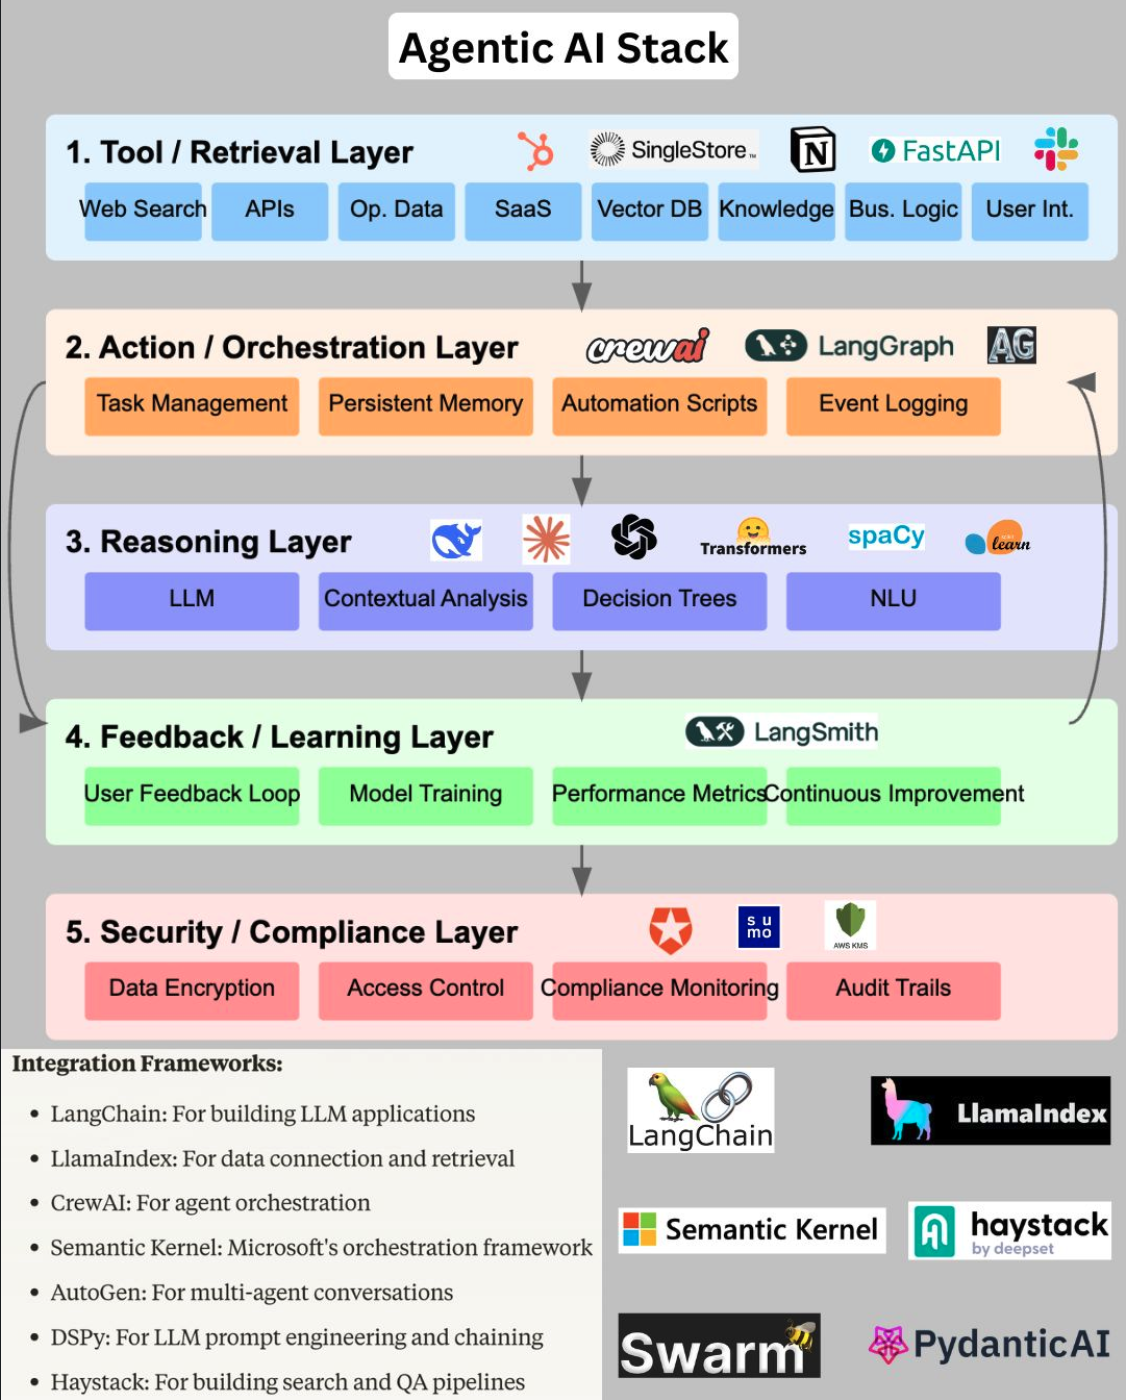 Agentic AI Stack
1. Tool / Retrieval Layer
SingleStore™
N
FastAPI
Web Search
APIs
Op. Data
SaaS
Vector DB
Knowledge
Bus. Logic
User Int.
2. Action / Orchestration Layer
crewai
LangGraph
AG
Task Management
Persistent Memory
Automation Scripts
Event Logging
3. Reasoning Layer
Transformers
spaCy
learn
LLM
Contextual Analysis
Decision Trees
NLU
4. Feedback / Learning Layer
LangSmith
User Feedback Loop
Model Training
Performance Metrics
Continuous Improvement
5. Security / Compliance Layer
su
mo
AWS KMS
Data Encryption
Access Control
Compliance Monitoring
Audit Trails
Integration Frameworks:
• LangChain: For building LLM applications
• LlamaIndex: For data connection and retrieval
• CrewAI: For agent orchestration
• Semantic Kernel: Microsoft's orchestration framework
• AutoGen: For multi-agent conversations
• DSPy: For LLM prompt engineering and chaining
• Haystack: For building search and QA pipelines
LangChain
LlamaIndex
Semantic Kernel
haystack
by deepset
Swarm
PydanticAI